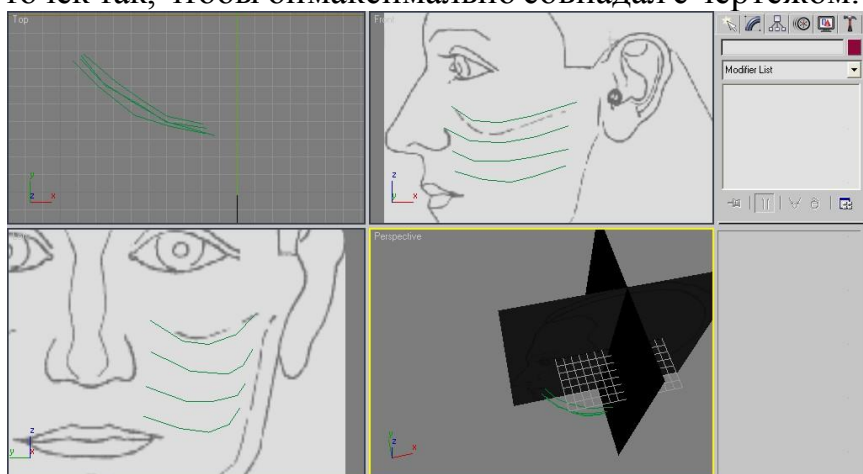 точек так, чтобы он максимально совпадал с чертежом.
Top
Front
Modifier List
Perspective
y
z
x
z
y
x
z
y
x
z
y
x